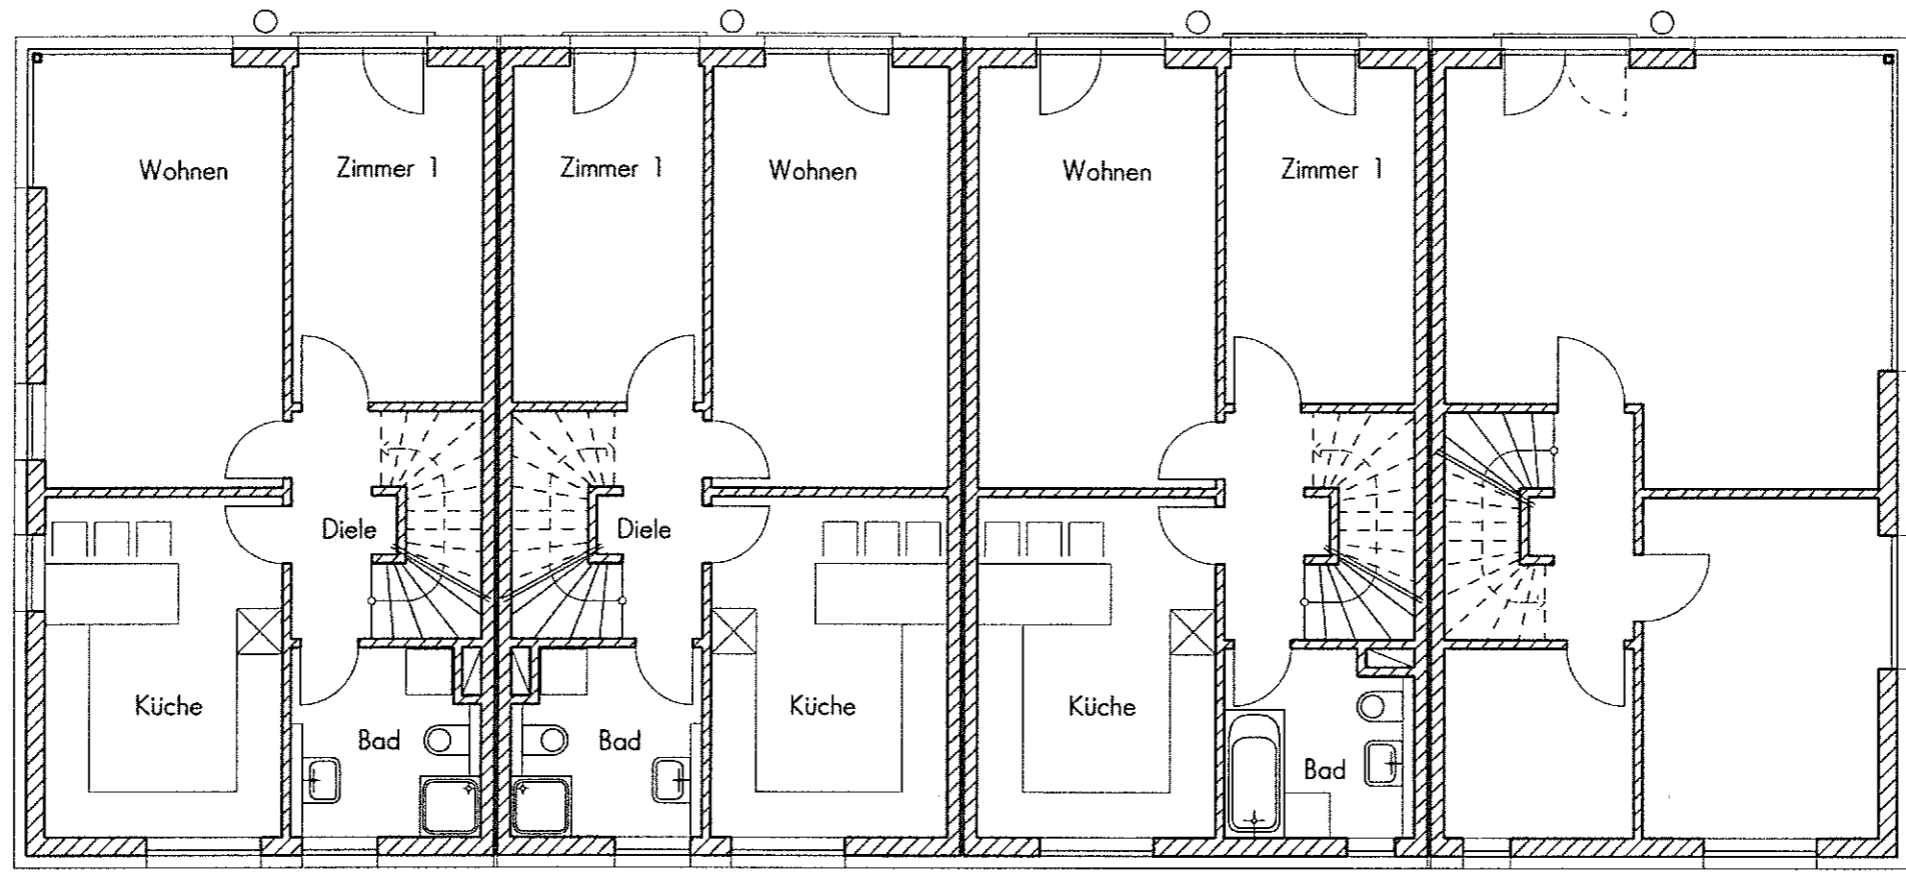 Wohnen Zimmer 1 Zimmer 1 Wohnen Wohnen Zimmer 1
Diele Diele
Küche Küche Küche
Bad Bad Bad